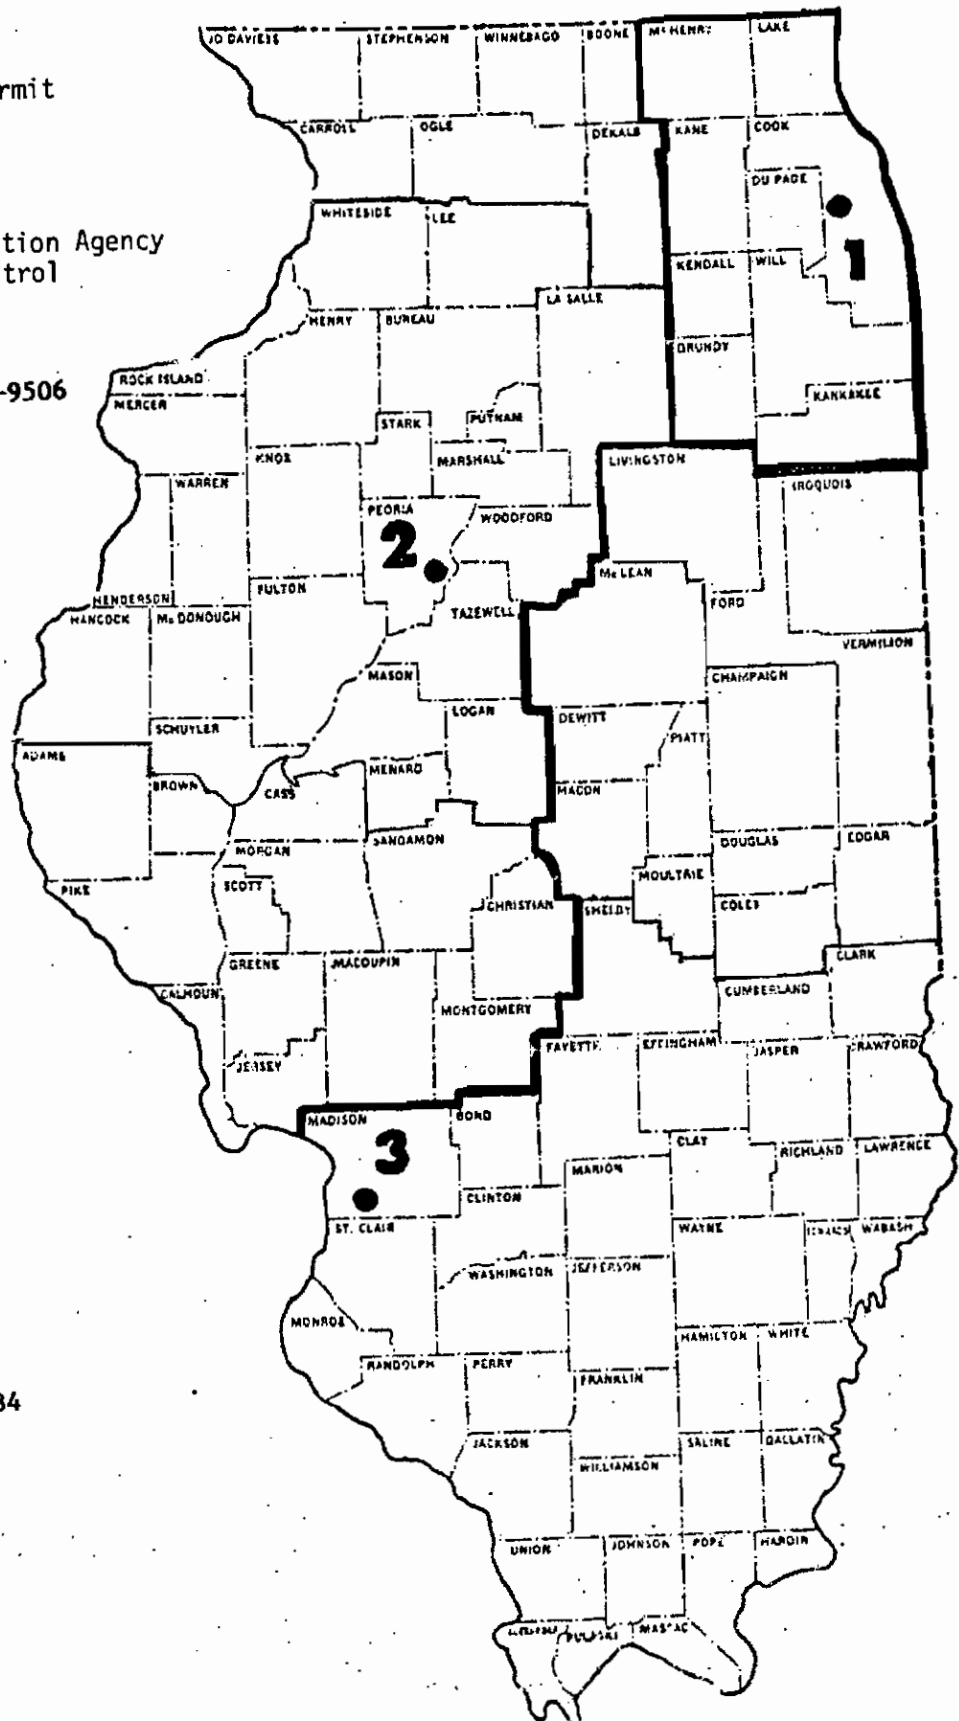 JO DAVIESS STEPHENSON WINNEBAGO BOONE McHENRY LAKE
rmit
CARROLL OGLE DEKALB KANE COOK
DU PAGE
WHITESIDE LEE
tion Agency
trol
1
KENDALL WILL
LA SALLE
HENRY BUREAU
GRUNDY
ROCK ISLAND
-9506
MERCER
KANKAKEE
STARK PUTNAM
KNOX MARSHALL LIVINGSTON
WARREN IROQUOIS
PEORIA
WOODFORD
2
McLEAN
FULTON
HENDERSON TAZEWELL FORD
HANCOCK McDONOUGH
VERMILION
MASON CHAMPAIGN
LOGAN DEWITT
SCHUYLER PIATT
ADAMS
MENARD
BROWN CASS MACON
SANGAMON DOUGLAS EDGAR
MORGAN
MOULTRIE
PIKE SCOTT
CHRISTIAN SHELBY COLES
GREENE MACOUPIN CLARK
CALHOUN CUMBERLAND
MONTGOMERY
FAYETTE EFFINGHAM JASPER CRAWFORD
JERSEY
MADISON BOND
CLAY
3
RICHLAND LAWRENCE
MARION
CLINTON
ST. CLAIR WAYNE EDWARDS WABASH
WASHINGTON JEFFERSON
MONROE
HAMILTON WHITE
RANDOLPH PERRY
FRANKLIN
34
JACKSON SALINE GALLATIN
WILLIAMSON
UNION JOHNSON POPE HARDIN
PULASKI MASSAC